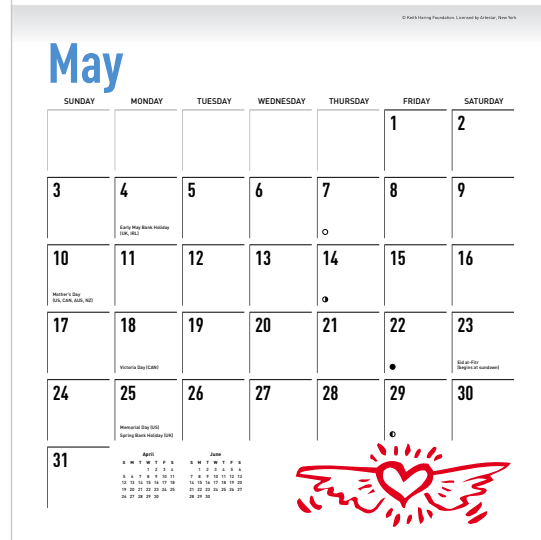 © Keith Haring Foundation. Licensed by Artestar, New York
May
SUNDAY MONDAY TUESDAY WEDNESDAY THURSDAY FRIDAY SATURDAY
1 2
3 4 5 6 7 8 9
Early May Bank Holiday
(UK, IRL)
10 11 12 13 14 15 16
Mother's Day
(US, CAN, AUS, NZ)
17 18 19 20 21 22 23
Victoria Day (CAN)
Eid al-Fitr
(begins at sundown)
24 25 26 27 28 29 30
Memorial Day (US)
Spring Bank Holiday (UK)
31
April
S M T W T F S
1 2 3 4
5 6 7 8 9 10 11
12 13 14 15 16 17 18
19 20 21 22 23 24 25
26 27 28 29 30
June
S M T W T F S
1 2 3 4 5 6
7 8 9 10 11 12 13
14 15 16 17 18 19 20
21 22 23 24 25 26 27
28 29 30